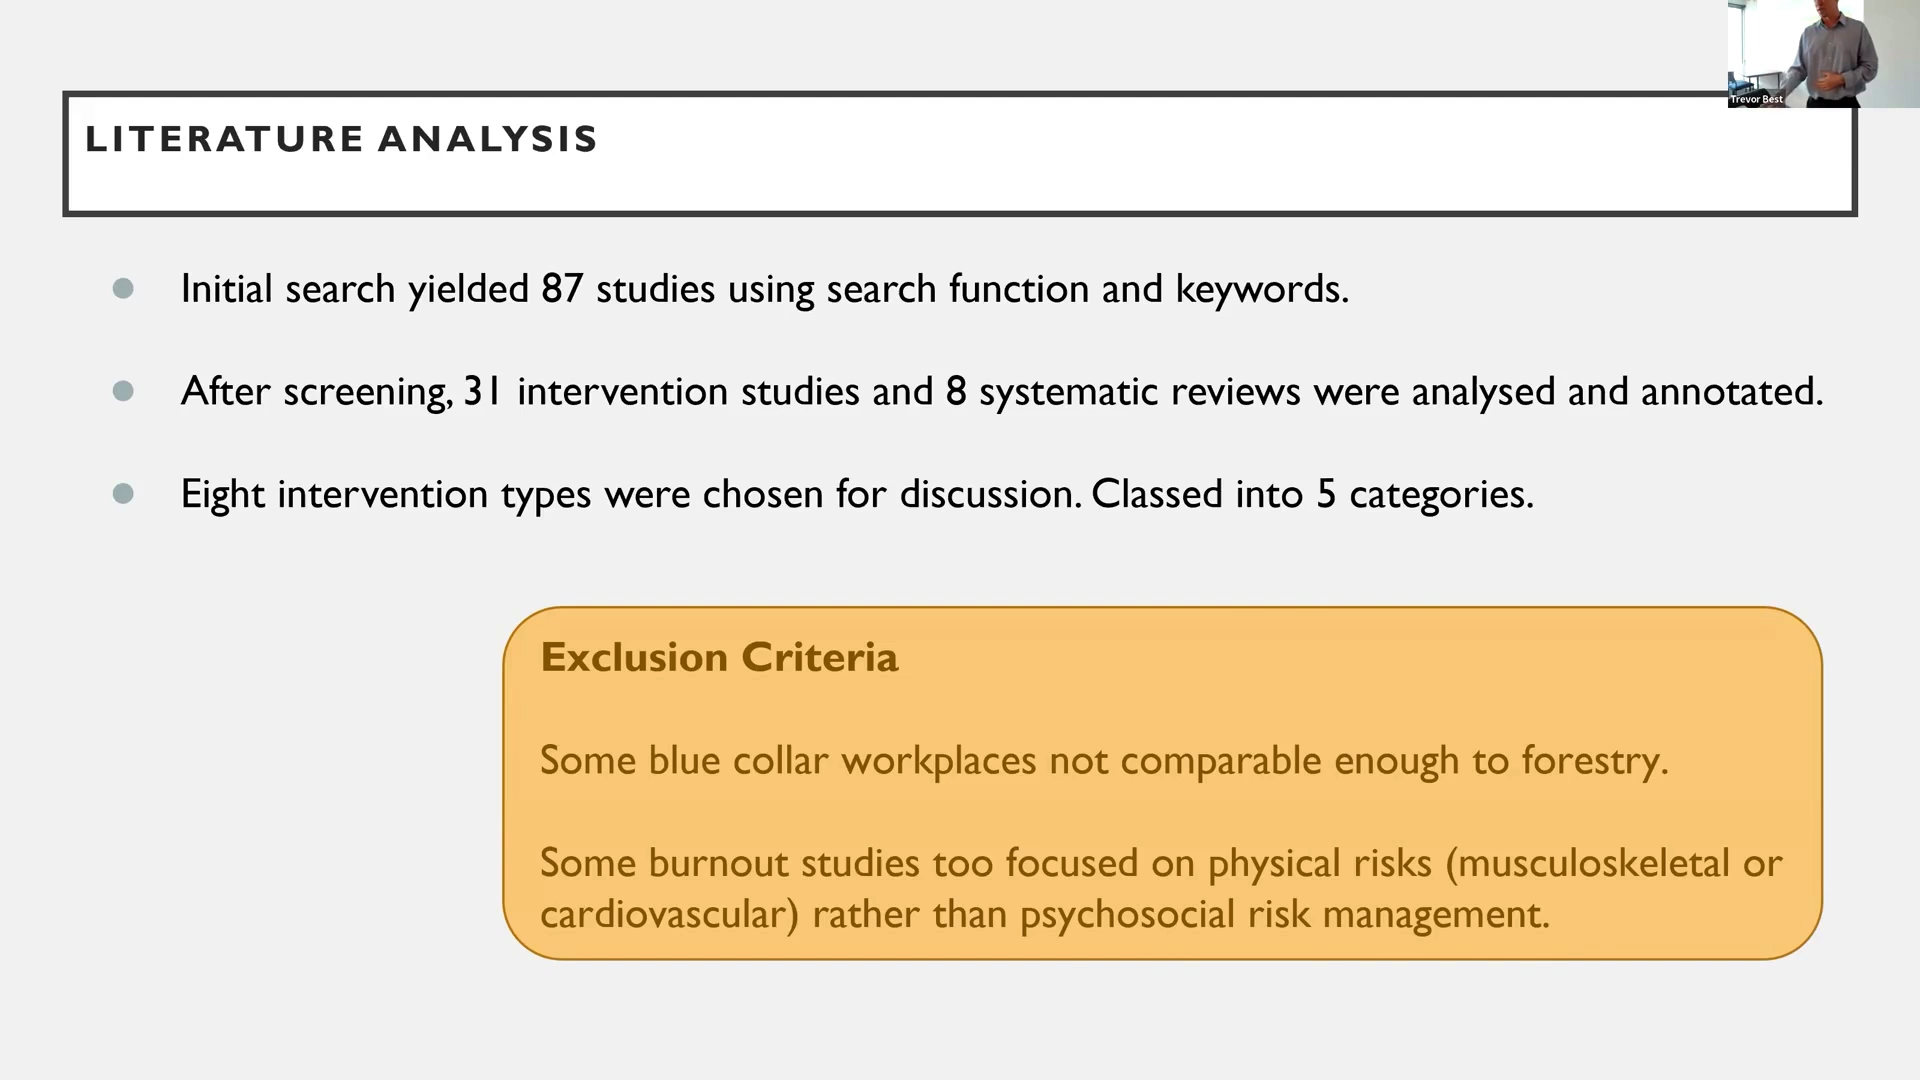 Trevor Best
LITERATURE ANALYSIS
Initial search yielded 87 studies using search function and keywords.
After screening, 31 intervention studies and 8 systematic reviews were analysed and annotated.
Eight intervention types were chosen for discussion. Classed into 5 categories.
Exclusion Criteria
Some blue collar workplaces not comparable enough to forestry.
Some burnout studies too focused on physical risks (musculoskeletal or
cardiovascular) rather than psychosocial risk management.